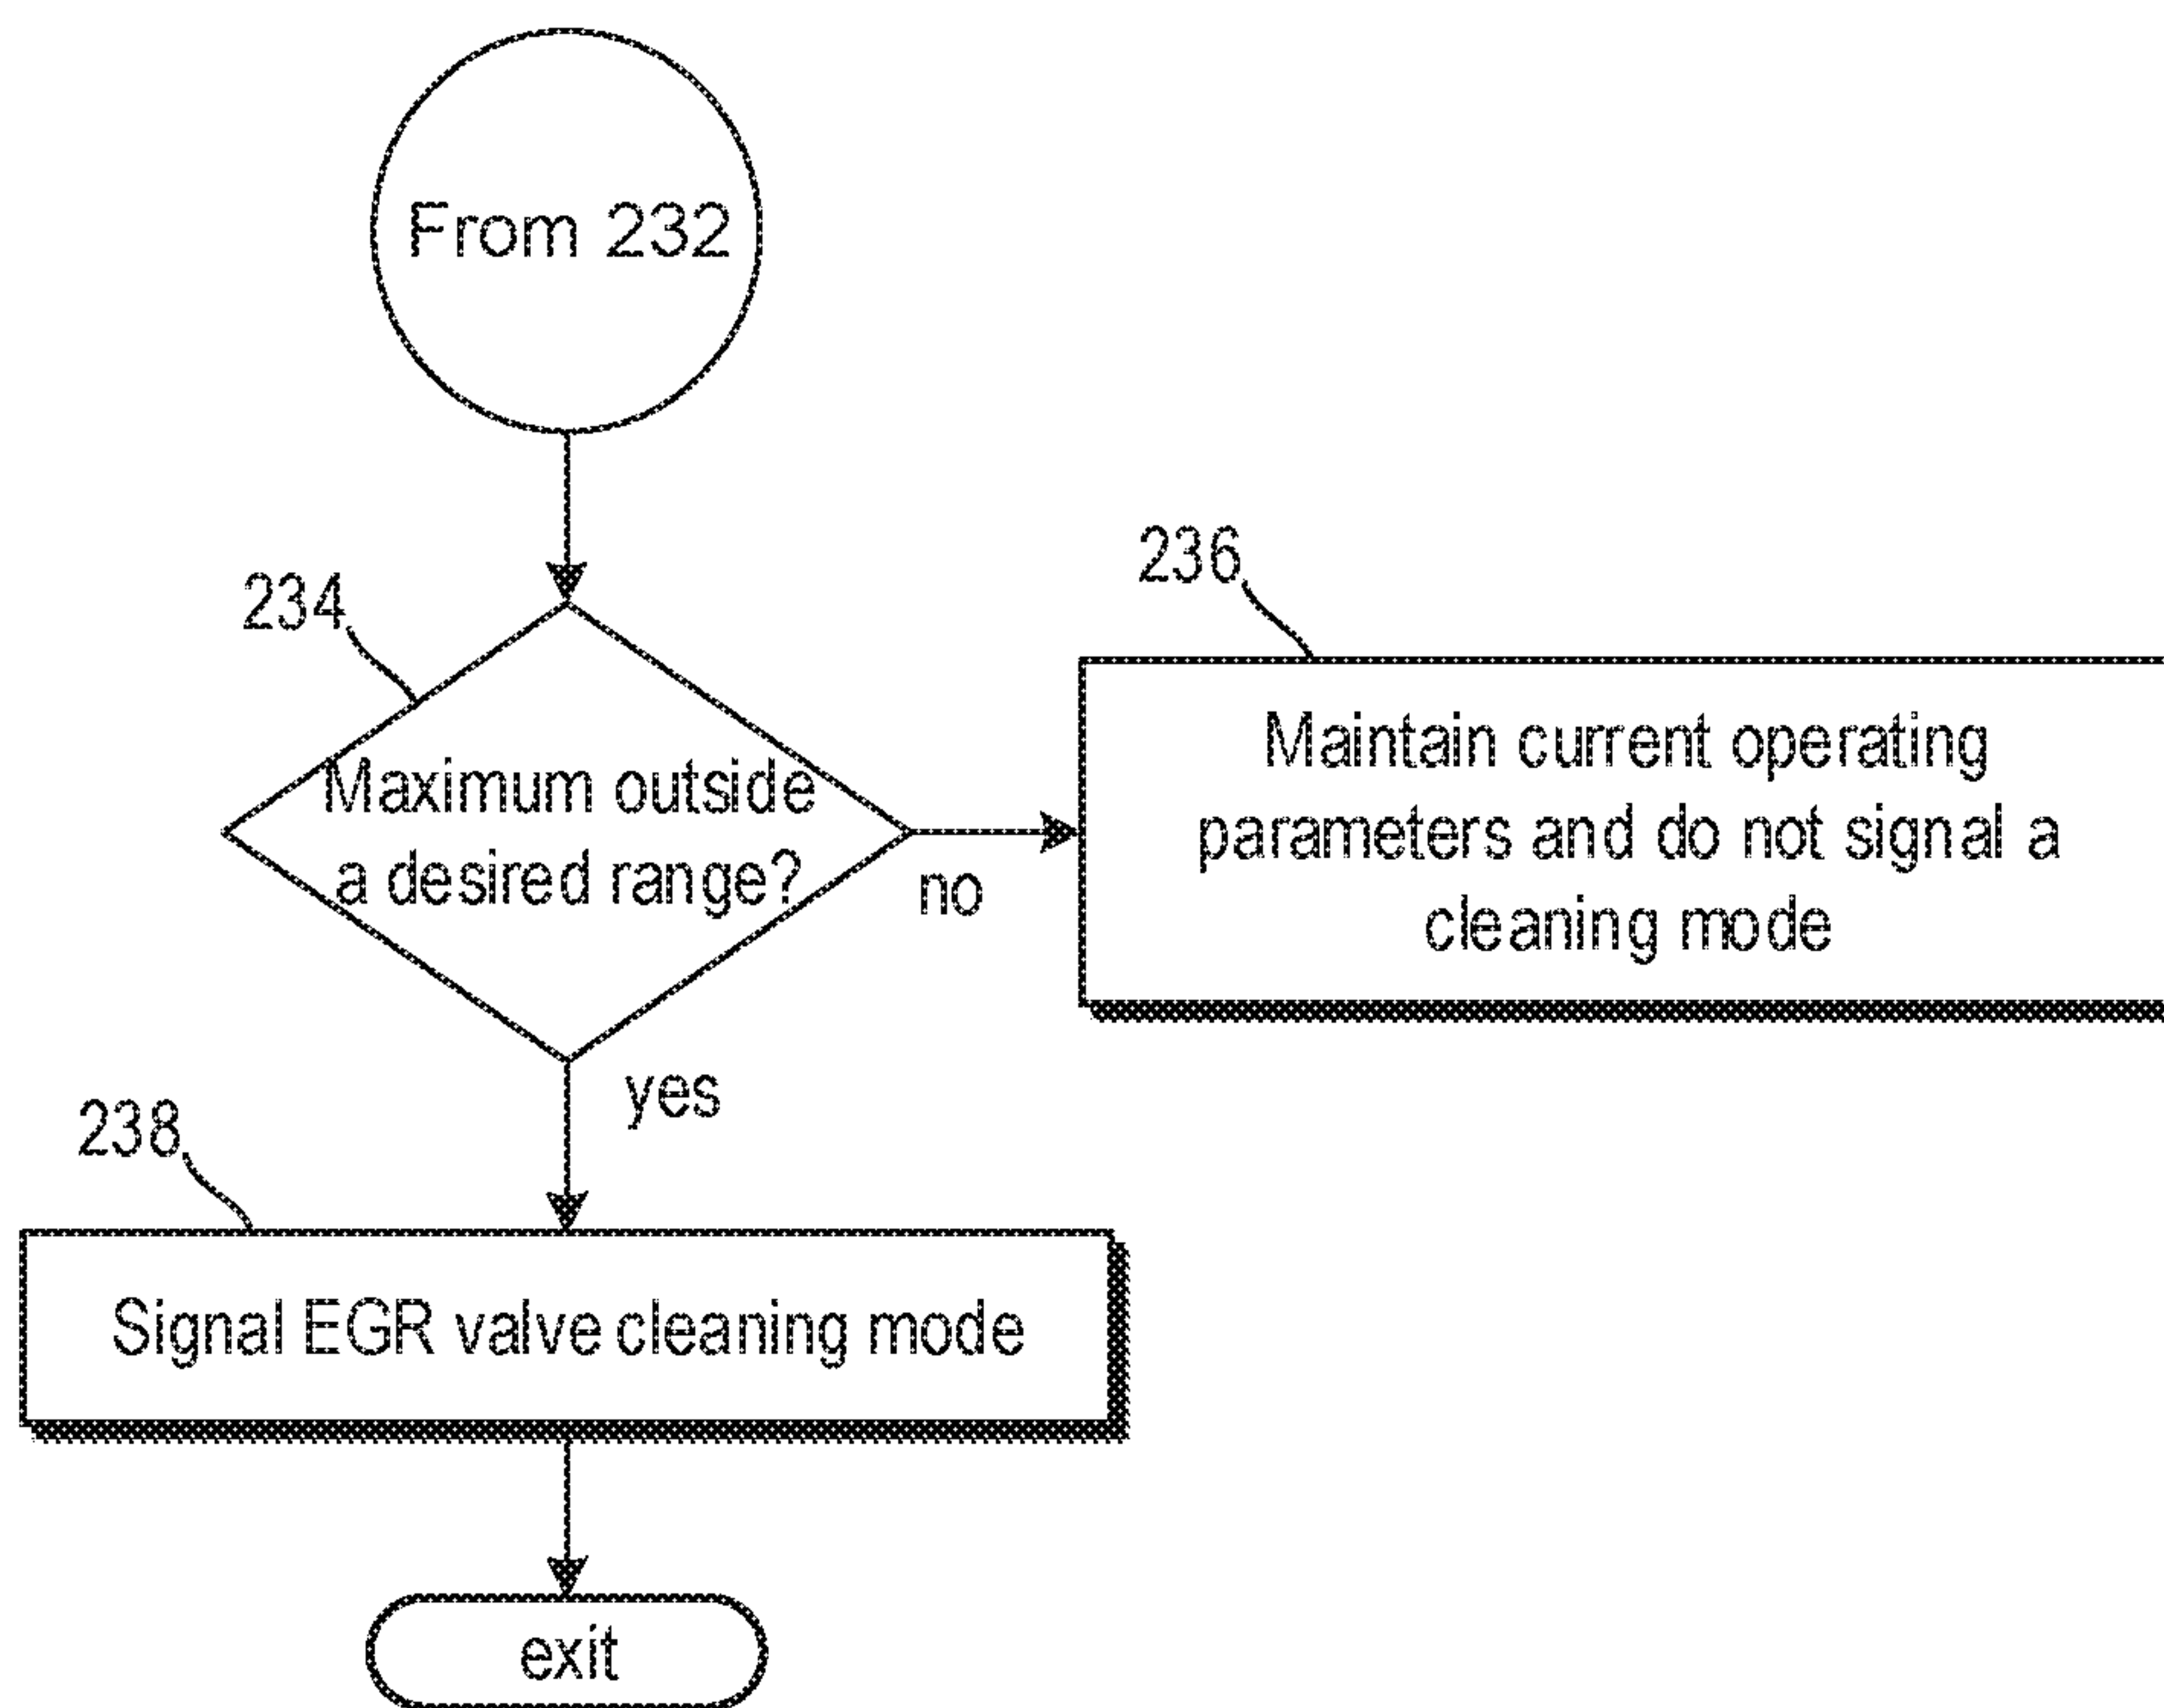 From 232
234
Maximum outside
a desired range?
no
yes
236
Maintain current operating
parameters and do not signal a
cleaning mode
238
Signal EGR valve cleaning mode
exit